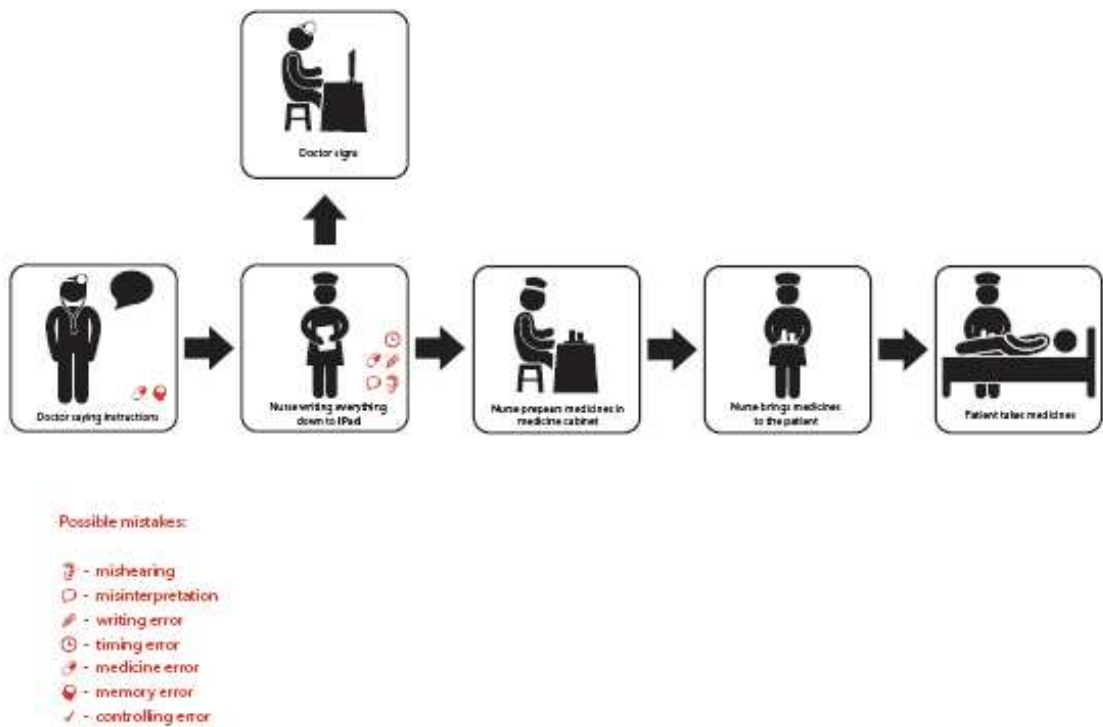 Doctor signs
Doctor saying instructions
Nurse writing everything
down to iPad
Nurse prepears medicines in
medicine cabinet
Nurse brings medicines
to the patient
Patient takes medicines
Possible mistakes:
- mishearing
- misinterpretation
- writing error
- timing error
- medicine error
- memory error
- controlling error